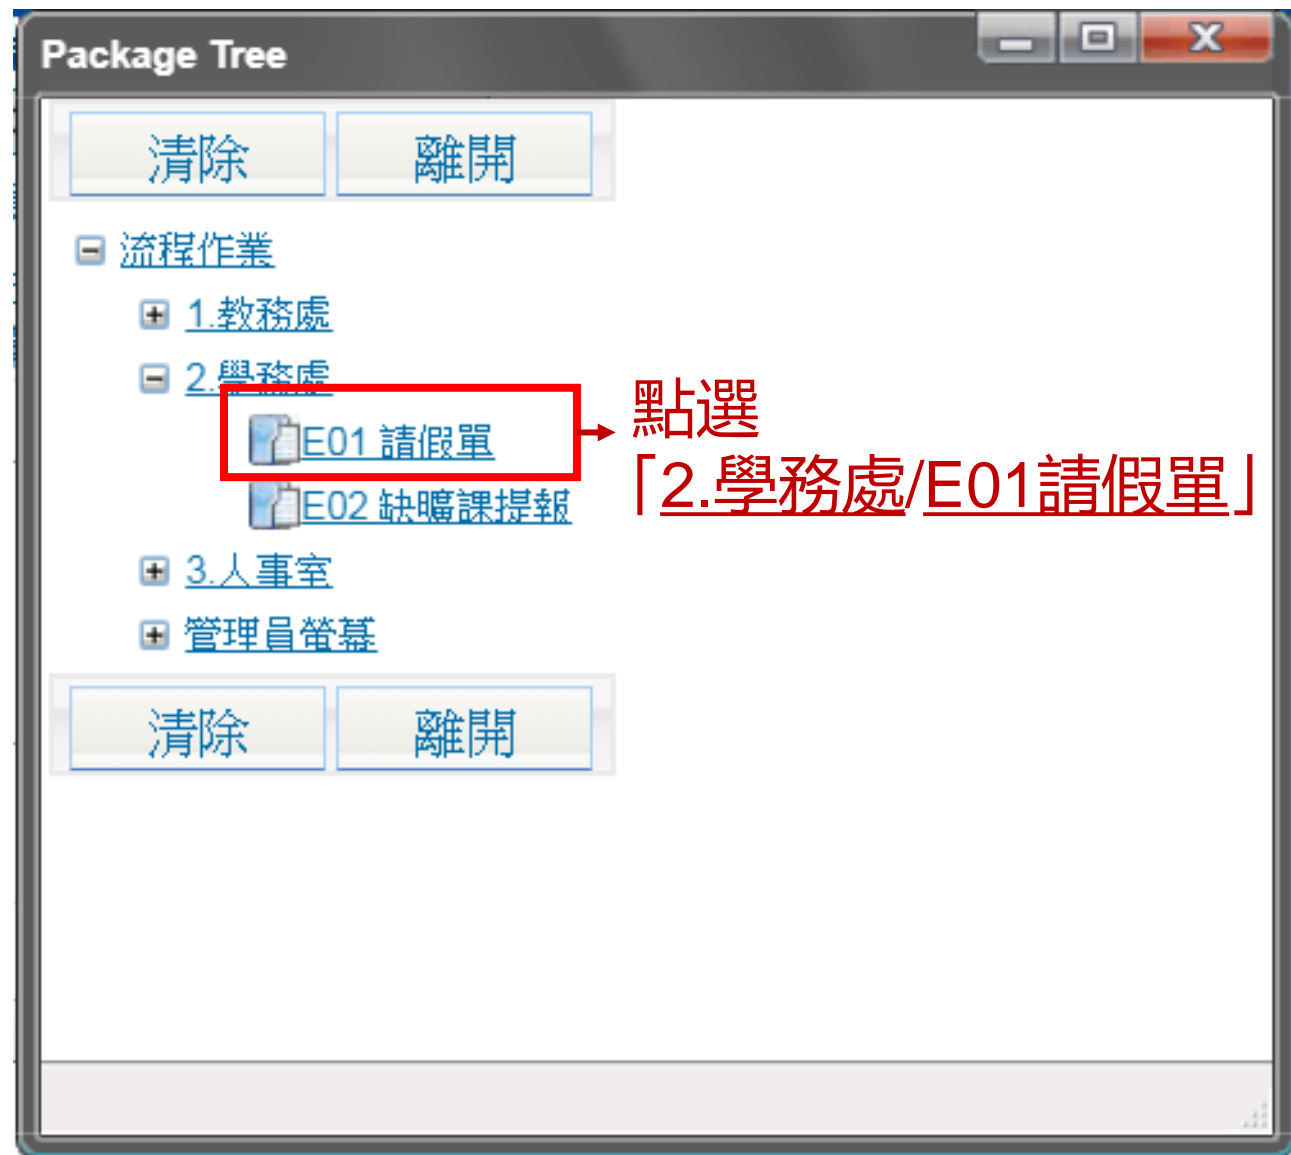 Package Tree
清除 離開
流程作業
1.教務處
2.學務處
E01 請假單
點選
「2.學務處/E01請假單」
E02 缺曠課提報
3.人事室
管理員螢幕
清除 離開